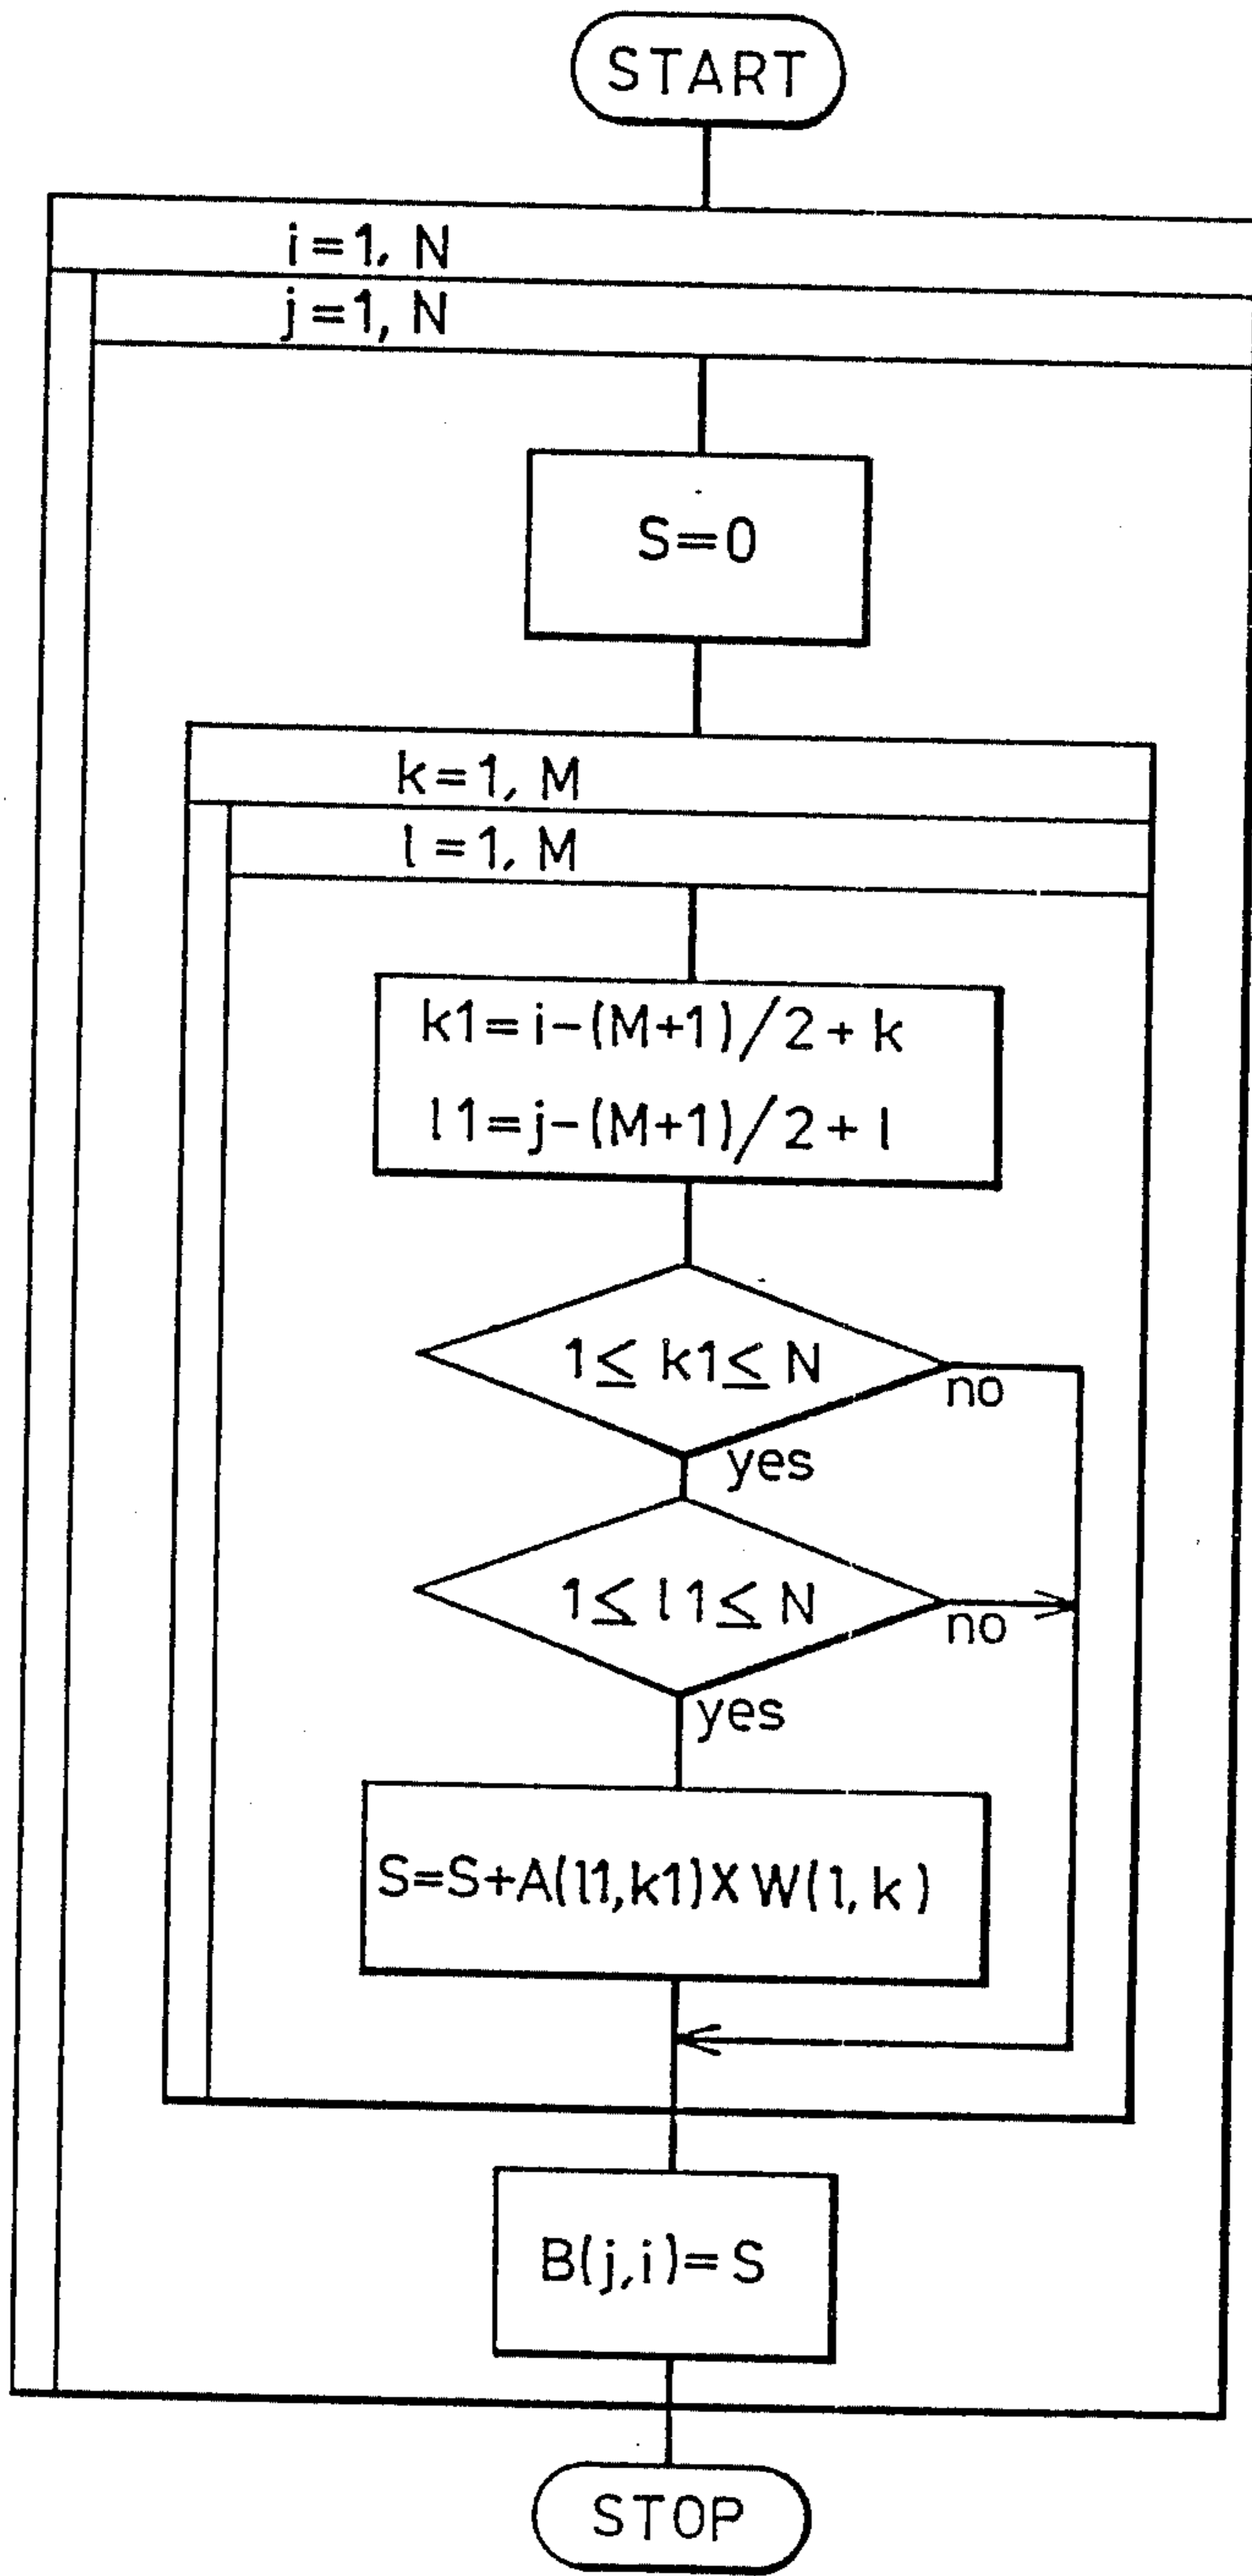 START
i=1, N
j=1, N
S=0
k=1, M
l=1, M
k1=i-(M+1)/2+k
l1=j-(M+1)/2+l
1≤ k1≤ N
no
yes
1≤ l1≤ N
no
yes
S=S+A(l1,k1)×W(l,k)
B(j,i)=S
STOP